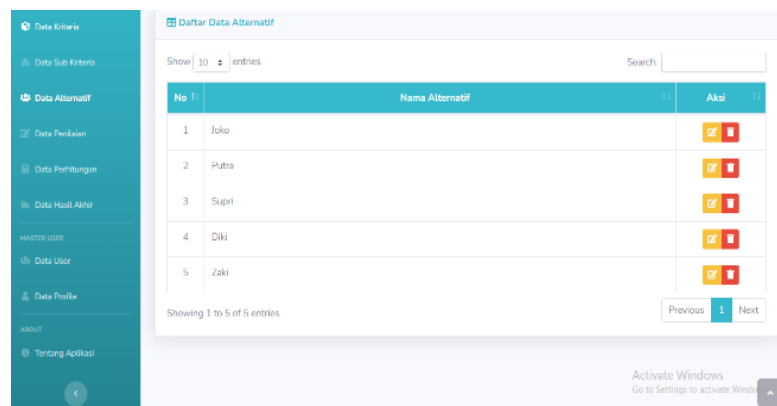 Data Kriteria
Data Sub Kriteria
Data Alternatif
Data Penilaian
Data Perhitungan
Data Hasil Akhir
MASTER USER
Data User
Data Profile
ABOUT
Tentang Aplikasi
Daftar Data Alternatif
Show 10 entries Search:
No Nama Alternatif Aksi
1 Joko
2 Putra
3 Supri
4 Diki
5 Zaki
Showing 1 to 5 of 5 entries Previous 1 Next
Activate Windows
Go to Settings to activate Windo